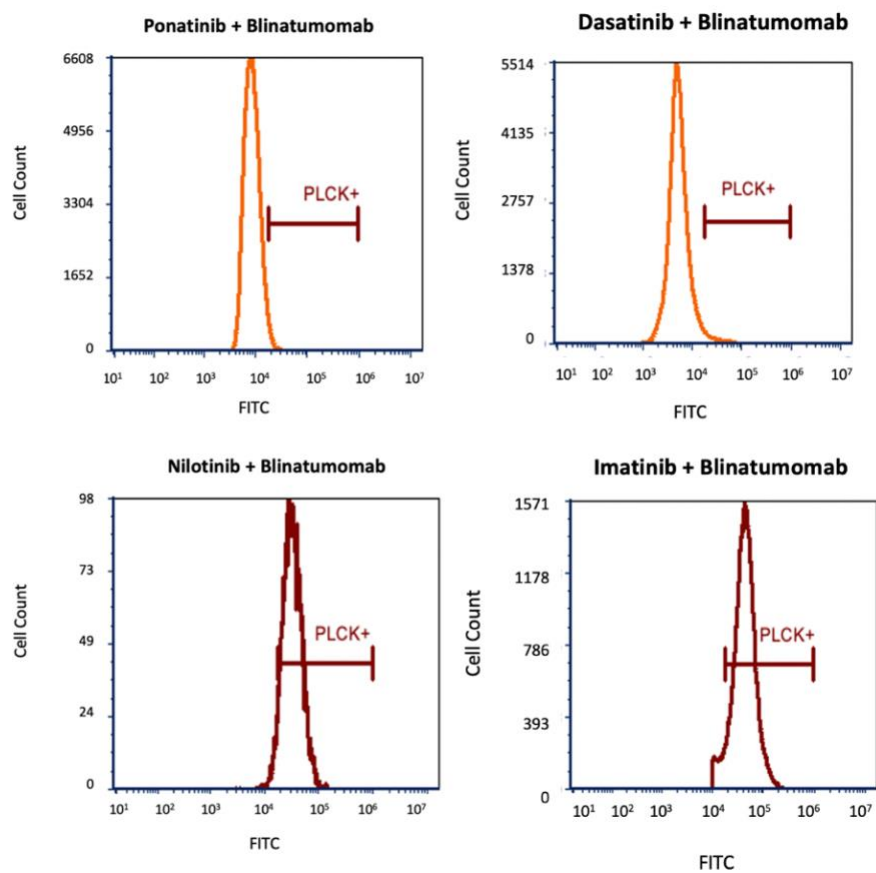 Ponatinib + Blinatumomab
6608
4956
3304
1652
0
Cell Count
PLCK+
10¹ 10² 10³ 10⁴ 10⁵ 10⁶ 10⁷
FITC
Dasatinib + Blinatumomab
5514
4135
2757
1378
0
Cell Count
PLCK+
10¹ 10² 10³ 10⁴ 10⁵ 10⁶ 10⁷
FITC
Nilotinib + Blinatumomab
98
73
49
24
0
Cell Count
PLCK+
10¹ 10² 10³ 10⁴ 10⁵ 10⁶ 10⁷
FITC
Imatinib + Blinatumomab
1571
1178
786
393
0
Cell Count
PLCK+
10¹ 10² 10³ 10⁴ 10⁵ 10⁶ 10⁷
FITC